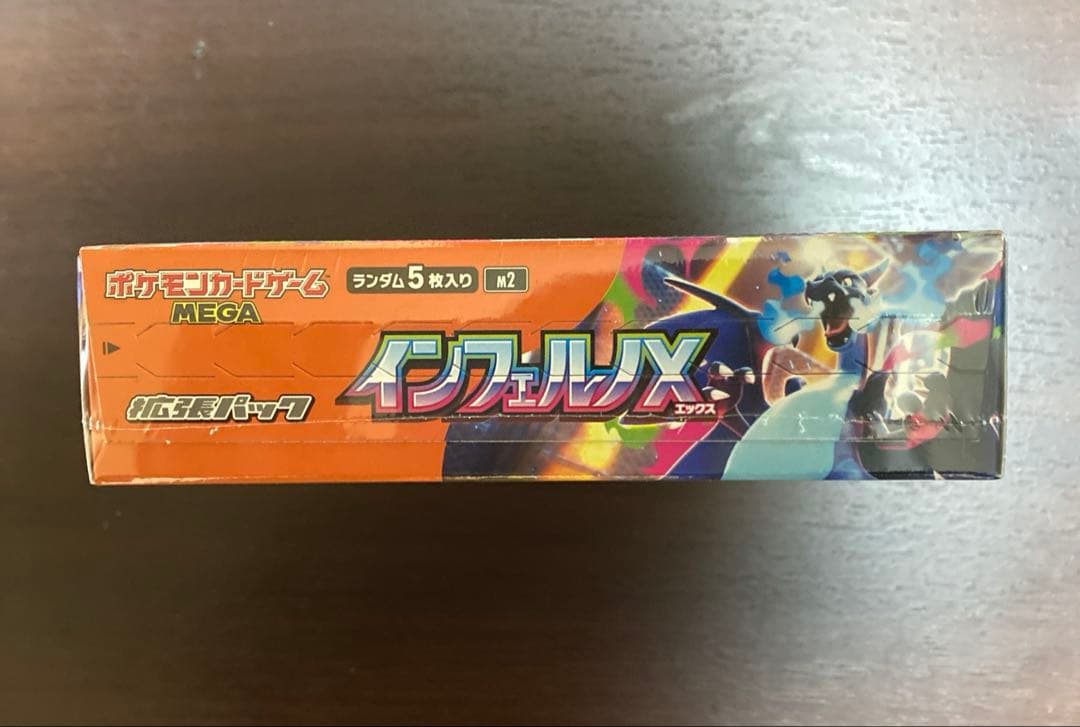 ポケモンカードゲーム
MEGA
ランダム5枚入り
M2
インフェルノX
エックス
拡張パック